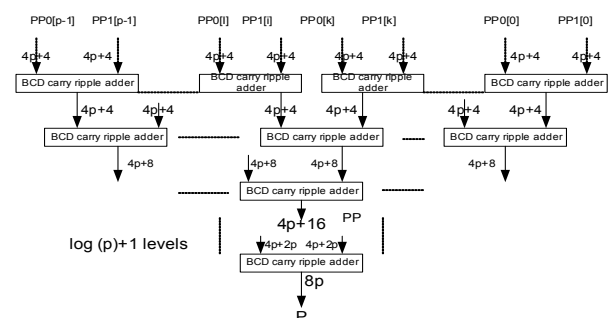 PP0[p-1] PP1[p-1] PP0[I] PP1[i] PP0[k] PP1[k] PP0[0] PP1[0]
4p+4 4p+4 4p+4 4p+4 4p+4 4p+4 4p+4 4p+4
BCD carry ripple adder BCD carry ripple adder BCD carry ripple adder BCD carry ripple adder
4p+4 4p+4 4p+4 4p+4 4p+4 4p+4
BCD carry ripple adder BCD carry ripple adder BCD carry ripple adder
4p+8 4p+8 4p+8 4p+8
BCD carry ripple adder
4p+16 PP
log (p)+1 levels 4p+2p 4p+2p
BCD carry ripple adder
8p
P